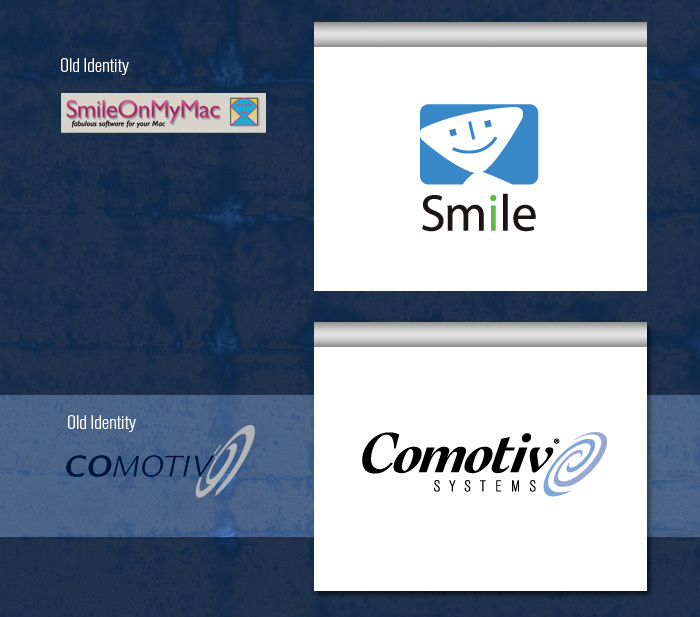 Old Identity
SmileOnMyMac
fabulous software for your Mac
Smile
Old Identity
COMOTIV
Comotiv®
SYSTEMS